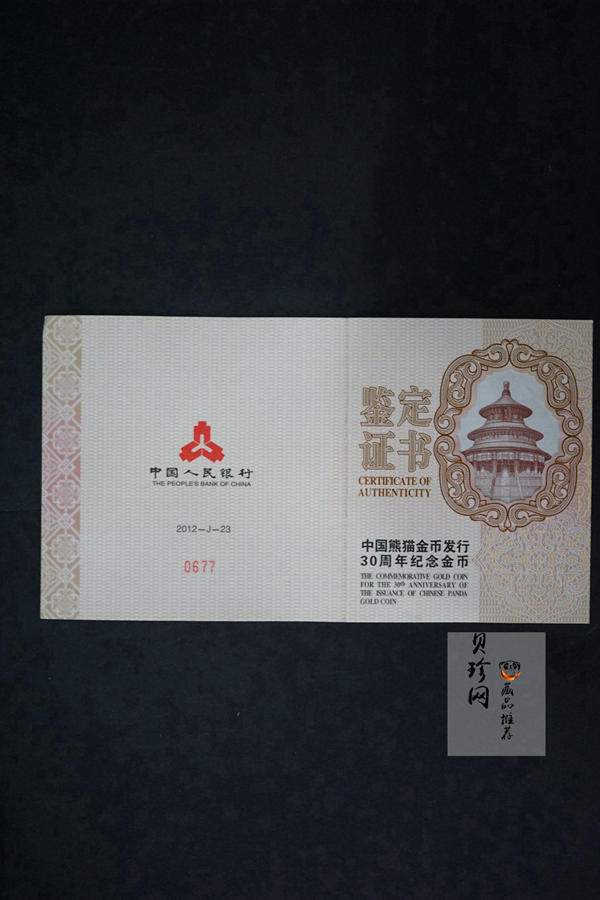 中国人民银行
THE PEOPLE'S BANK OF CHINA
2012-J-23
0677
鉴定
证书
CERTIFICATE OF
AUTHENTICITY
中国熊猫金币发行
30周年纪念金币
THE COMMEMORATIVE GOLD COIN
FOR THE 30th ANNIVERSARY OF
THE ISSUANCE OF CHINESE PANDA
GOLD COIN
贝珍网
藏品推荐